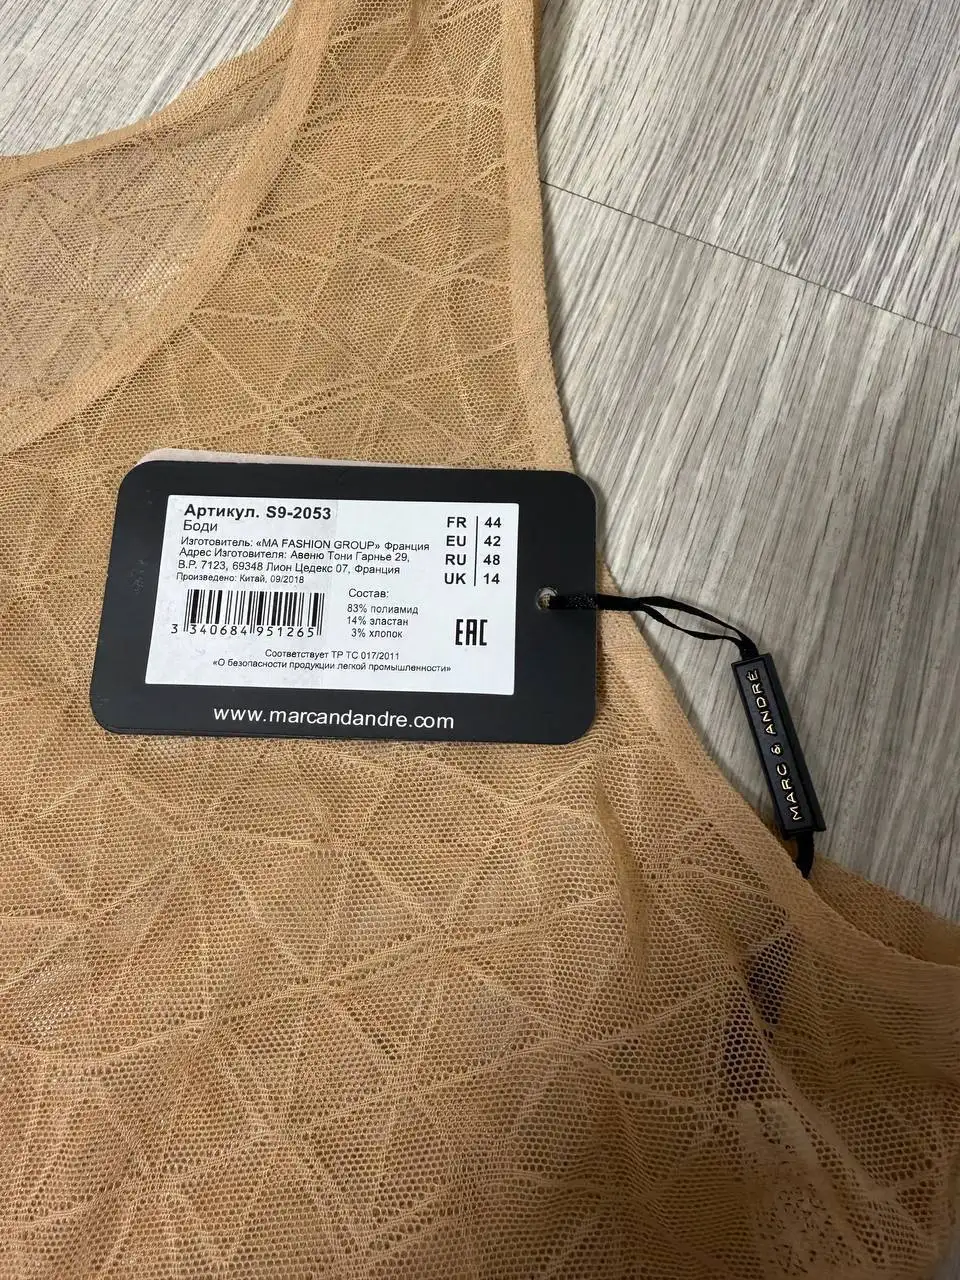 Артикул. S9-2053
Боди
Изготовитель: «MA FASHION GROUP» Франция
Адрес Изготовителя: Авеню Тони Гарнье 29,
B.P. 7123, 69348 Лион Цедекс 07, Франция
Произведено: Китай, 09/2018
FR 44
EU 42
RU 48
UK 14
Состав:
83% полиамид
14% эластан
3% хлопок
3 340684 951265
EAC
Соответствует ТР ТС 017/2011
«О безопасности продукции легкой промышленности»
www.marcandandre.com
MARC & ANDRÉ